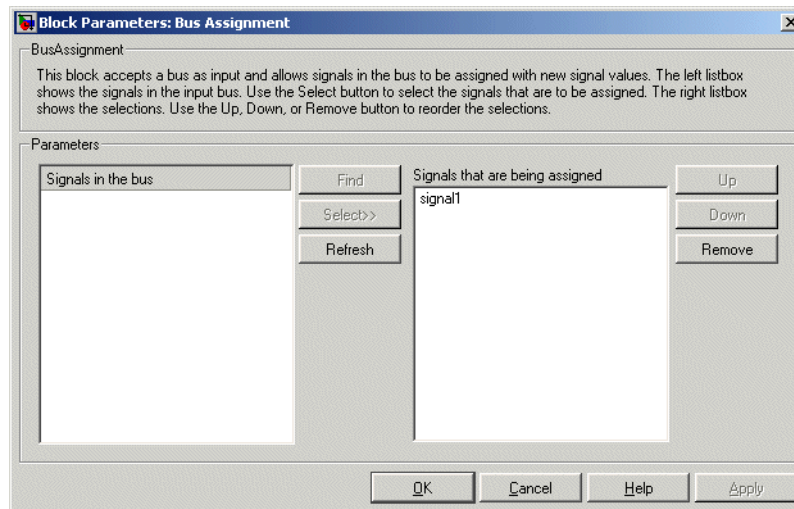 Block Parameters: Bus Assignment
BusAssignment
This block accepts a bus as input and allows signals in the bus to be assigned with new signal values. The left listbox
shows the signals in the input bus. Use the Select button to select the signals that are to be assigned. The right listbox
shows the selections. Use the Up, Down, or Remove button to reorder the selections.
Parameters
Signals in the bus
Find
Select>>
Refresh
Signals that are being assigned
signal1
Up
Down
Remove
OK
Cancel
Help
Apply